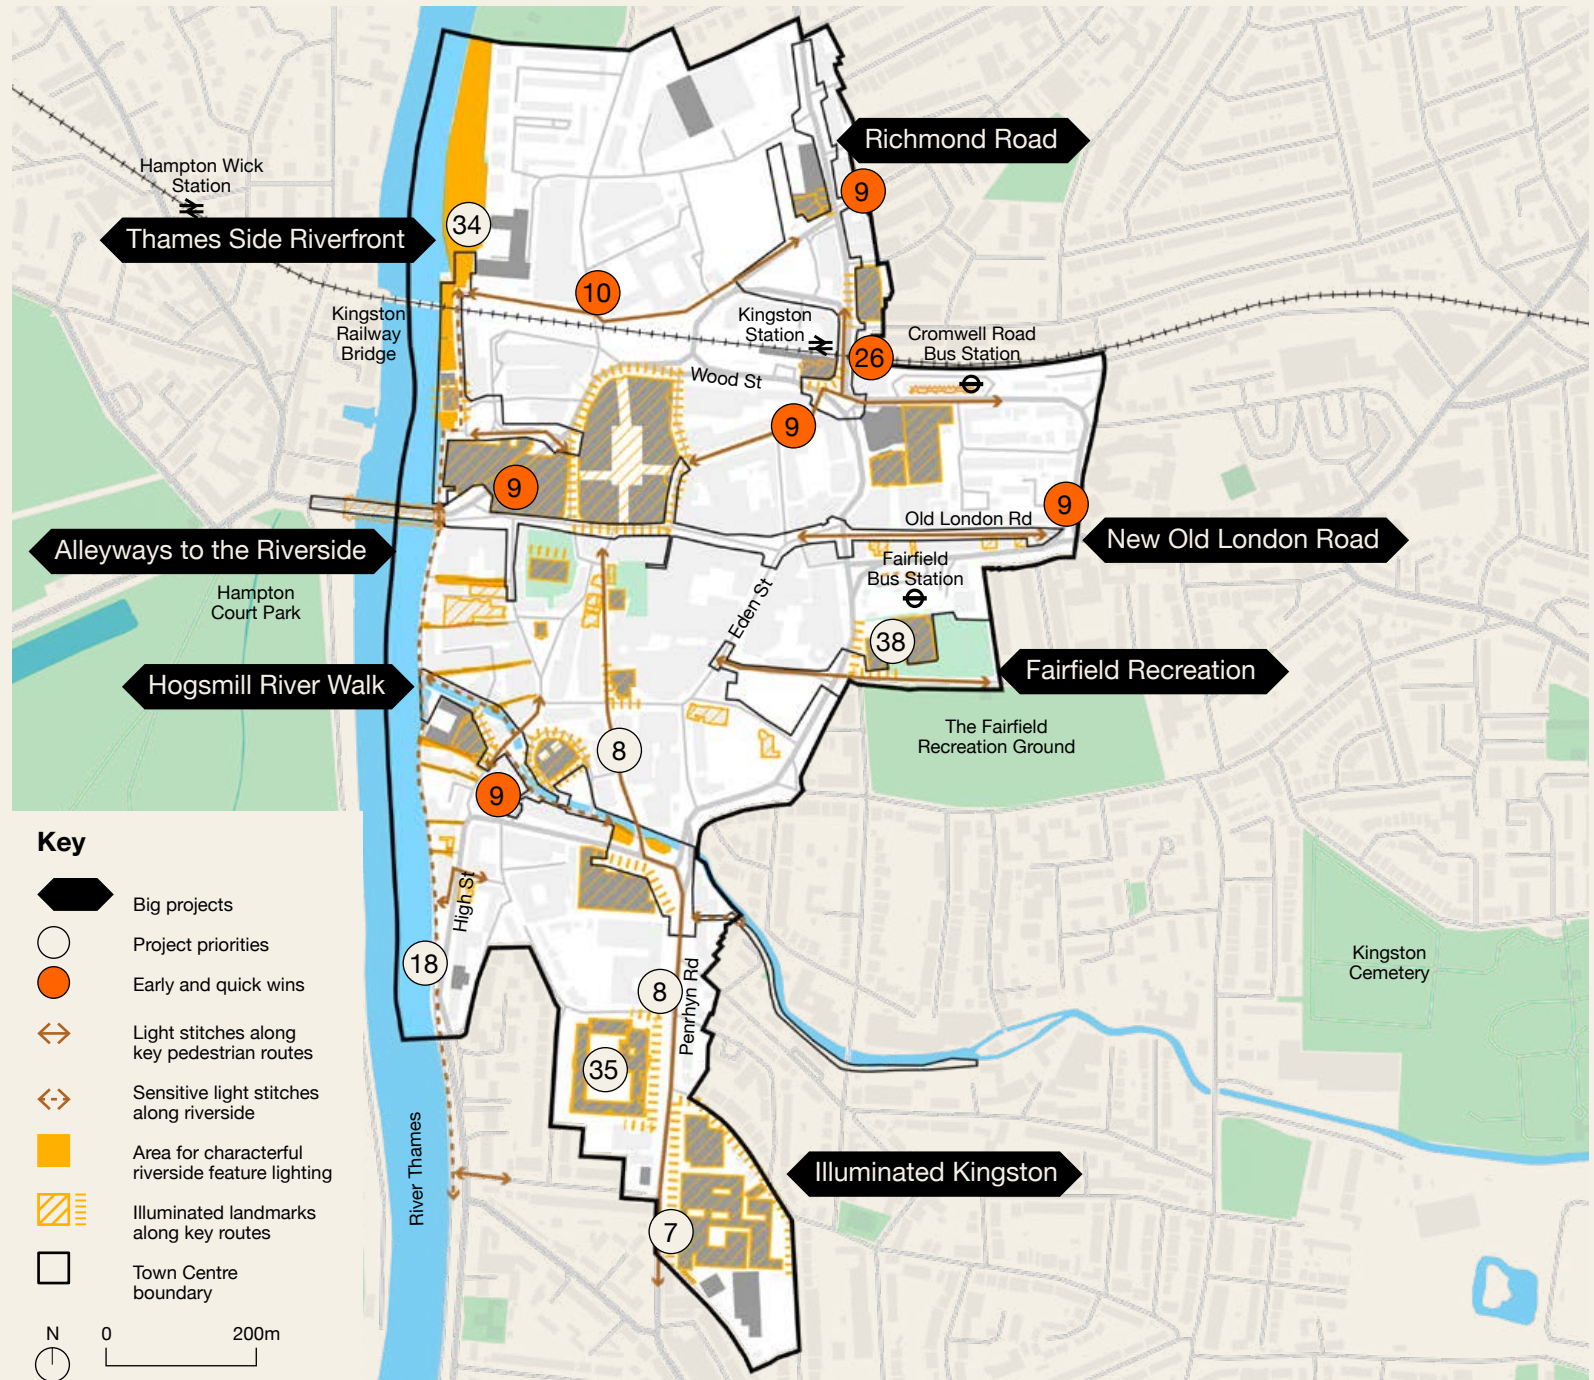 Richmond Road
9
Hampton Wick
Station
Thames Side Riverfront
34
10
Kingston
Railway
Bridge
Kingston
Station
26
Cromwell Road
Bus Station
Wood St
9
9
9
Old London Rd
New Old London Road
Alleyways to the Riverside
Hampton
Court Park
Fairfield
Bus Station
Eden St
38
Fairfield Recreation
Hogsmill River Walk
The Fairfield
Recreation Ground
8
9
High St
18
8
Penrhyn Rd
Kingston
Cemetery
35
River Thames
Illuminated Kingston
7
Key
Big projects
Project priorities
Early and quick wins
Light stitches along
key pedestrian routes
Sensitive light stitches
along riverside
Area for characterful
riverside feature lighting
Illuminated landmarks
along key routes
Town Centre
boundary
N
0 200m